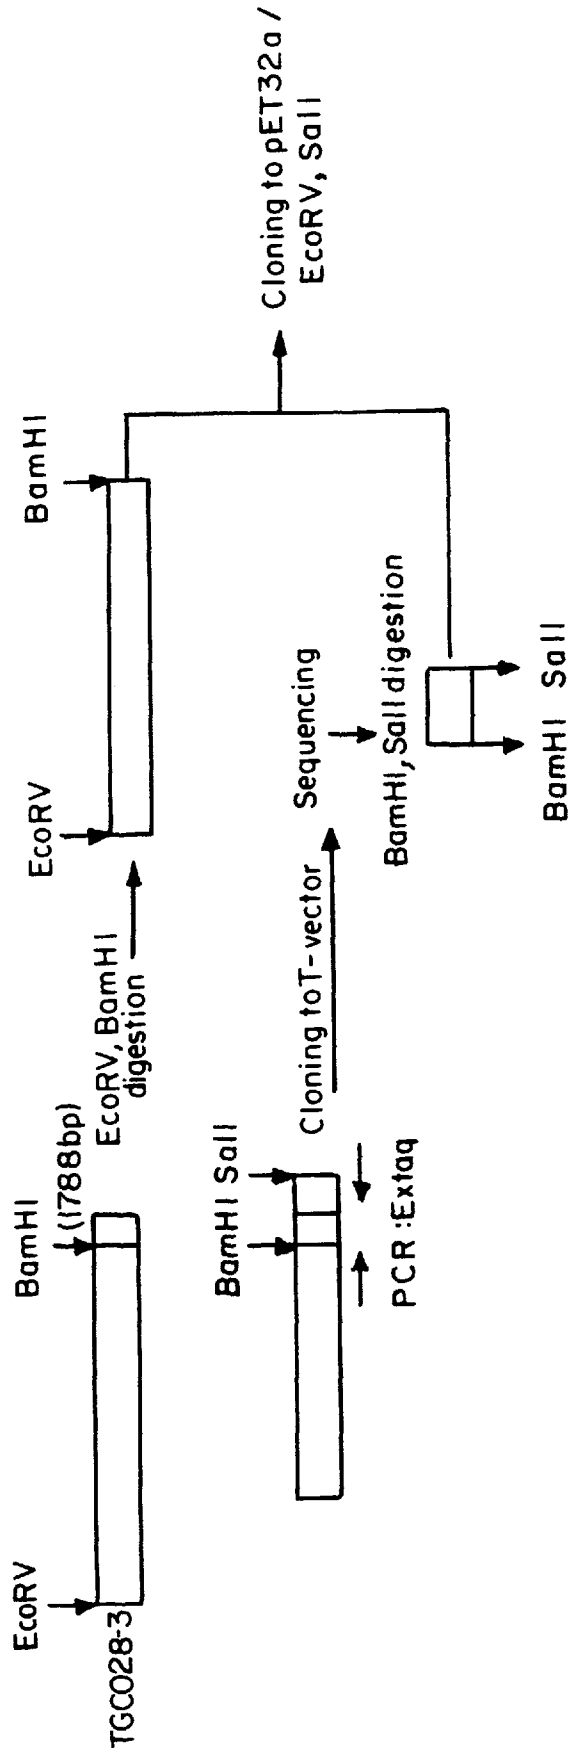 EcoRV
BamHI
(1788bp)
TGC028-3
EcoRV, BamHI
digestion
EcoRV
BamHI
BamHI SalI
PCR :Extaq
Cloning to T-vector
Sequencing
BamHI, SalI digestion
BamHI SalI
Cloning to pET32a /
EcoRV, SalI